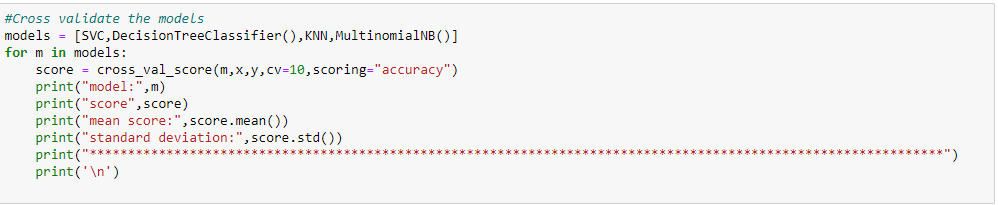 #Cross validate the models
models = [SVC,DecisionTreeClassifier(),KNN,MultinomialNB()]
for m in models:
    score = cross_val_score(m,x,y,cv=10,scoring="accuracy")
    print("model:",m)
    print("score",score)
    print("mean score:",score.mean())
    print("standard deviation:",score.std())
    print("***************************************************************************************************************")
    print('\n')